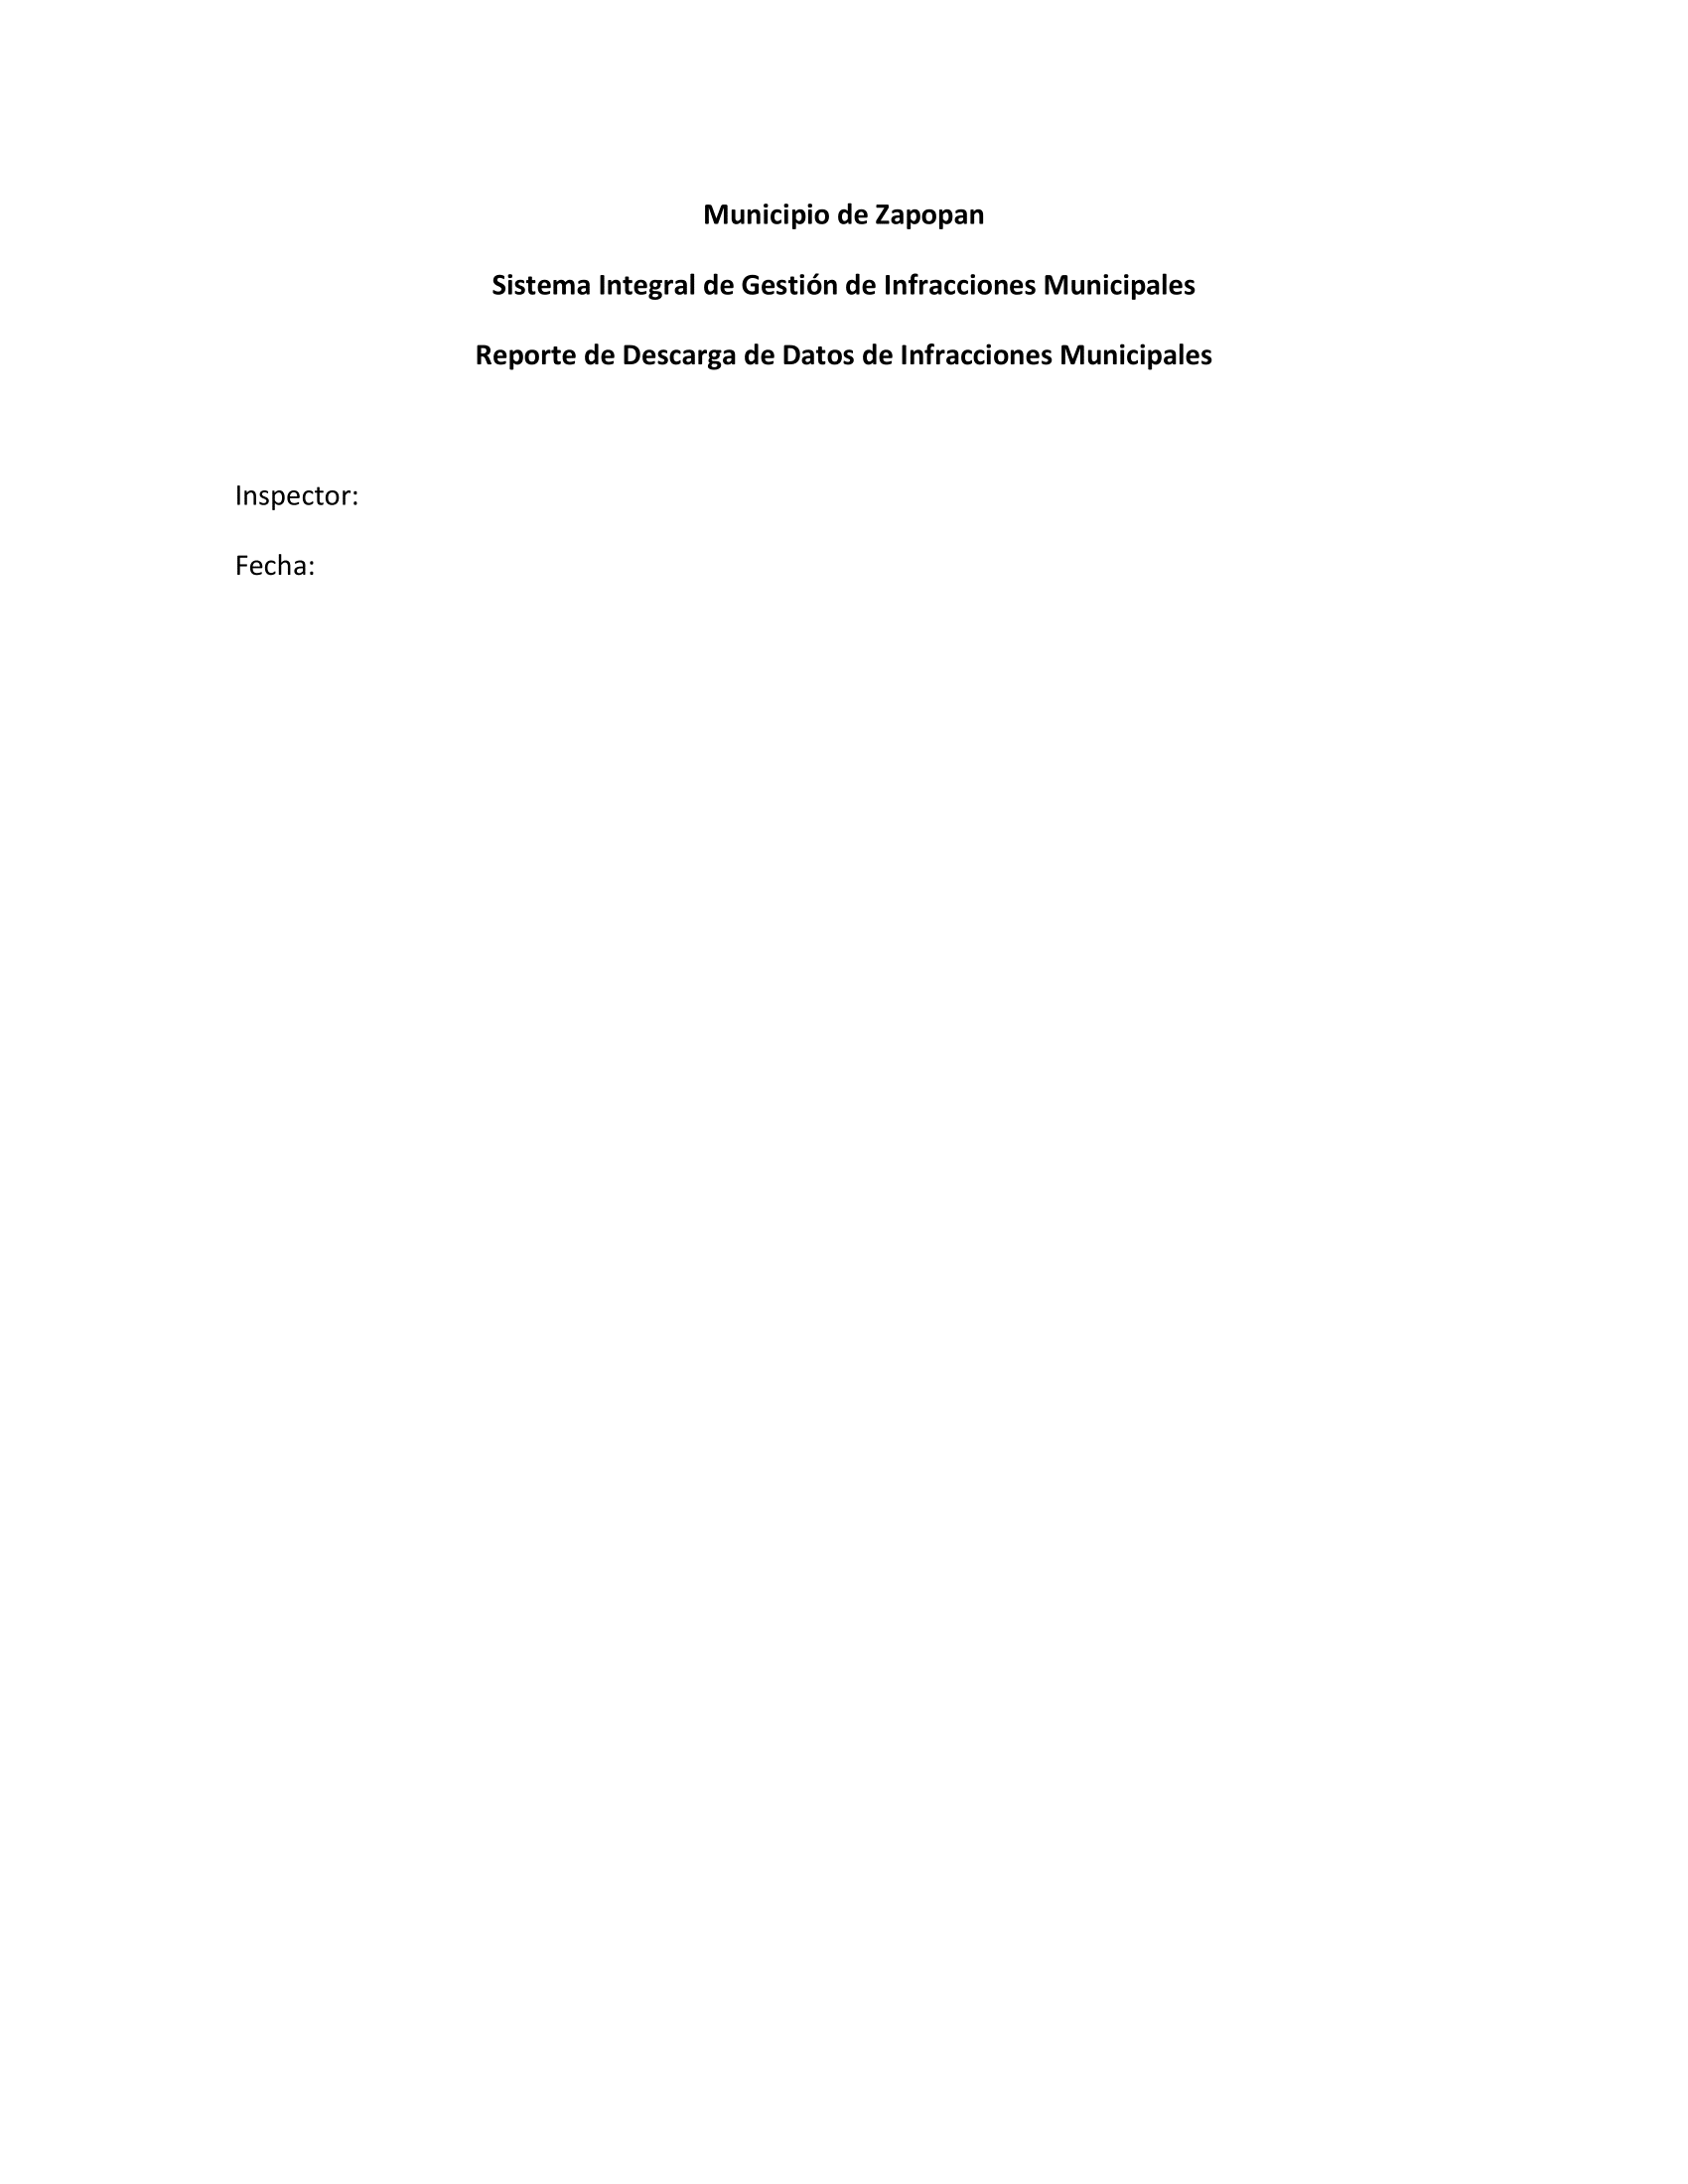 Municipio de Zapopan
Sistema Integral de Gestión de Infracciones Municipales
Reporte de Descarga de Datos de Infracciones Municipales
Inspector:
Fecha: